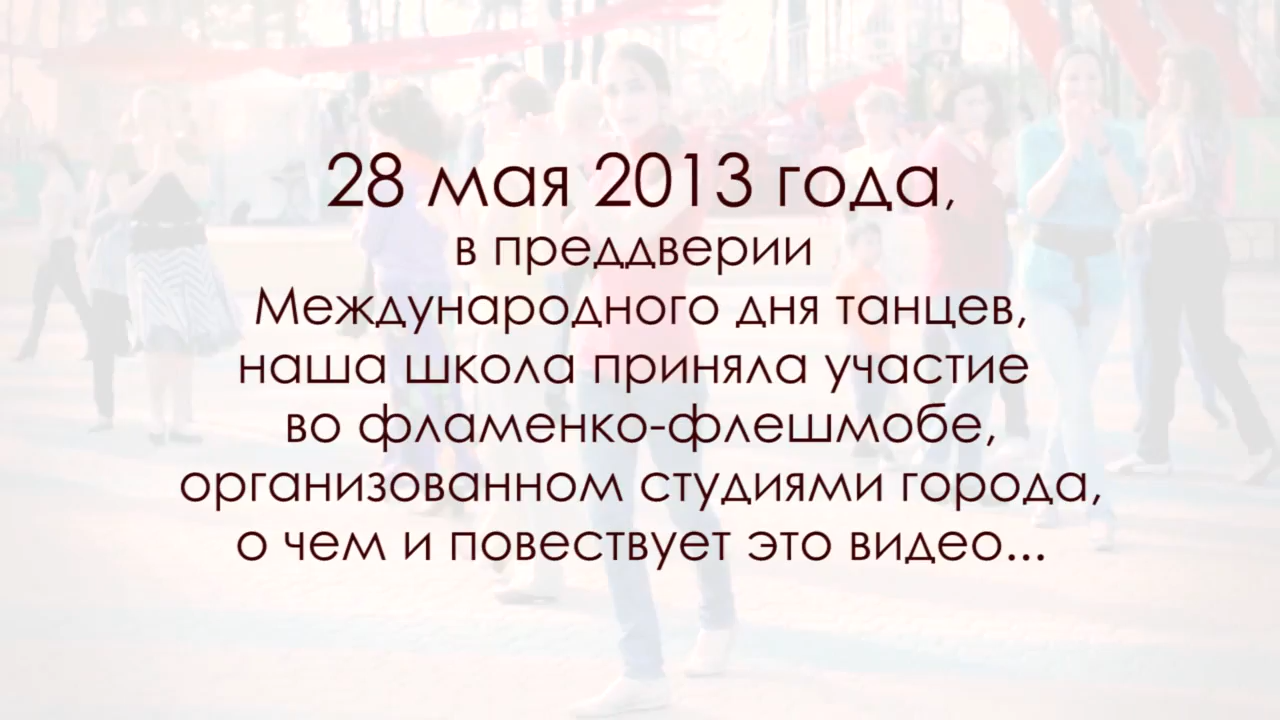 28 мая 2013 года,
в преддверии
Международного дня танцев,
наша школа приняла участие
во фламенко-флешмобе,
организованном студиями города,
о чем и повествует это видео...